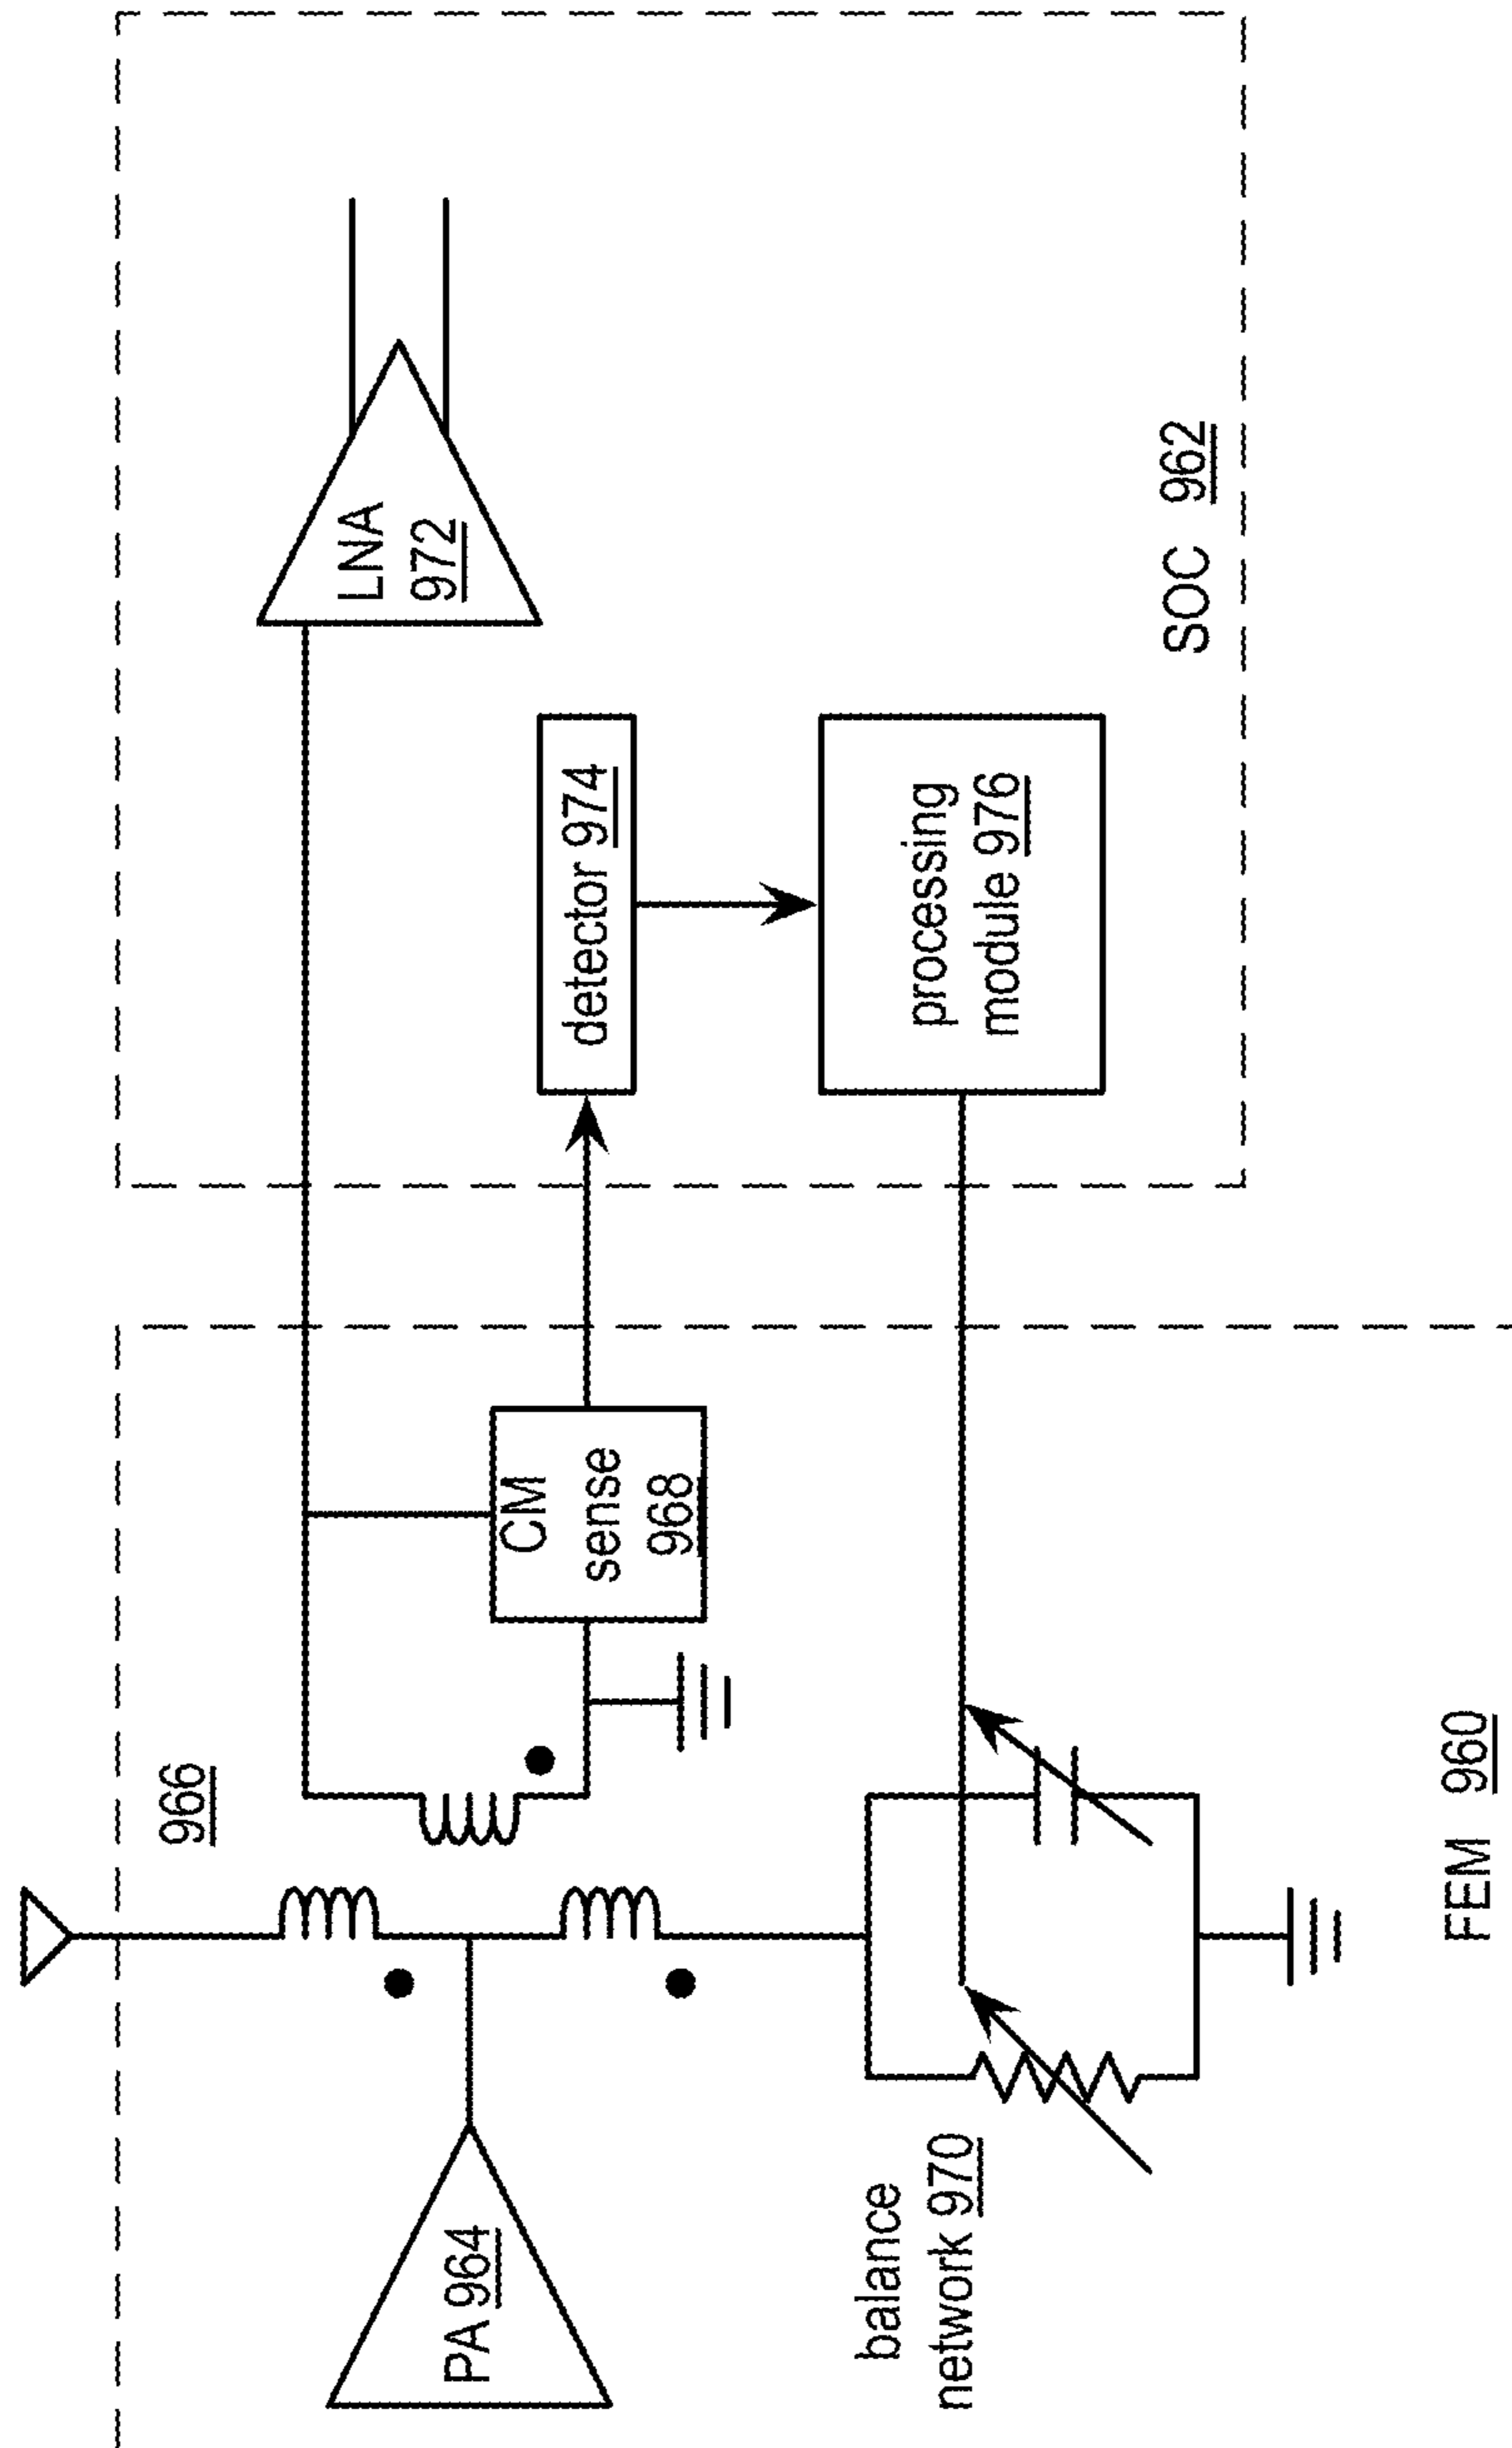 966
PA 964
CM
sense
968
LNA
972
detector 974
processing
module 976
balance
network 970
FEM 960
SOC 962